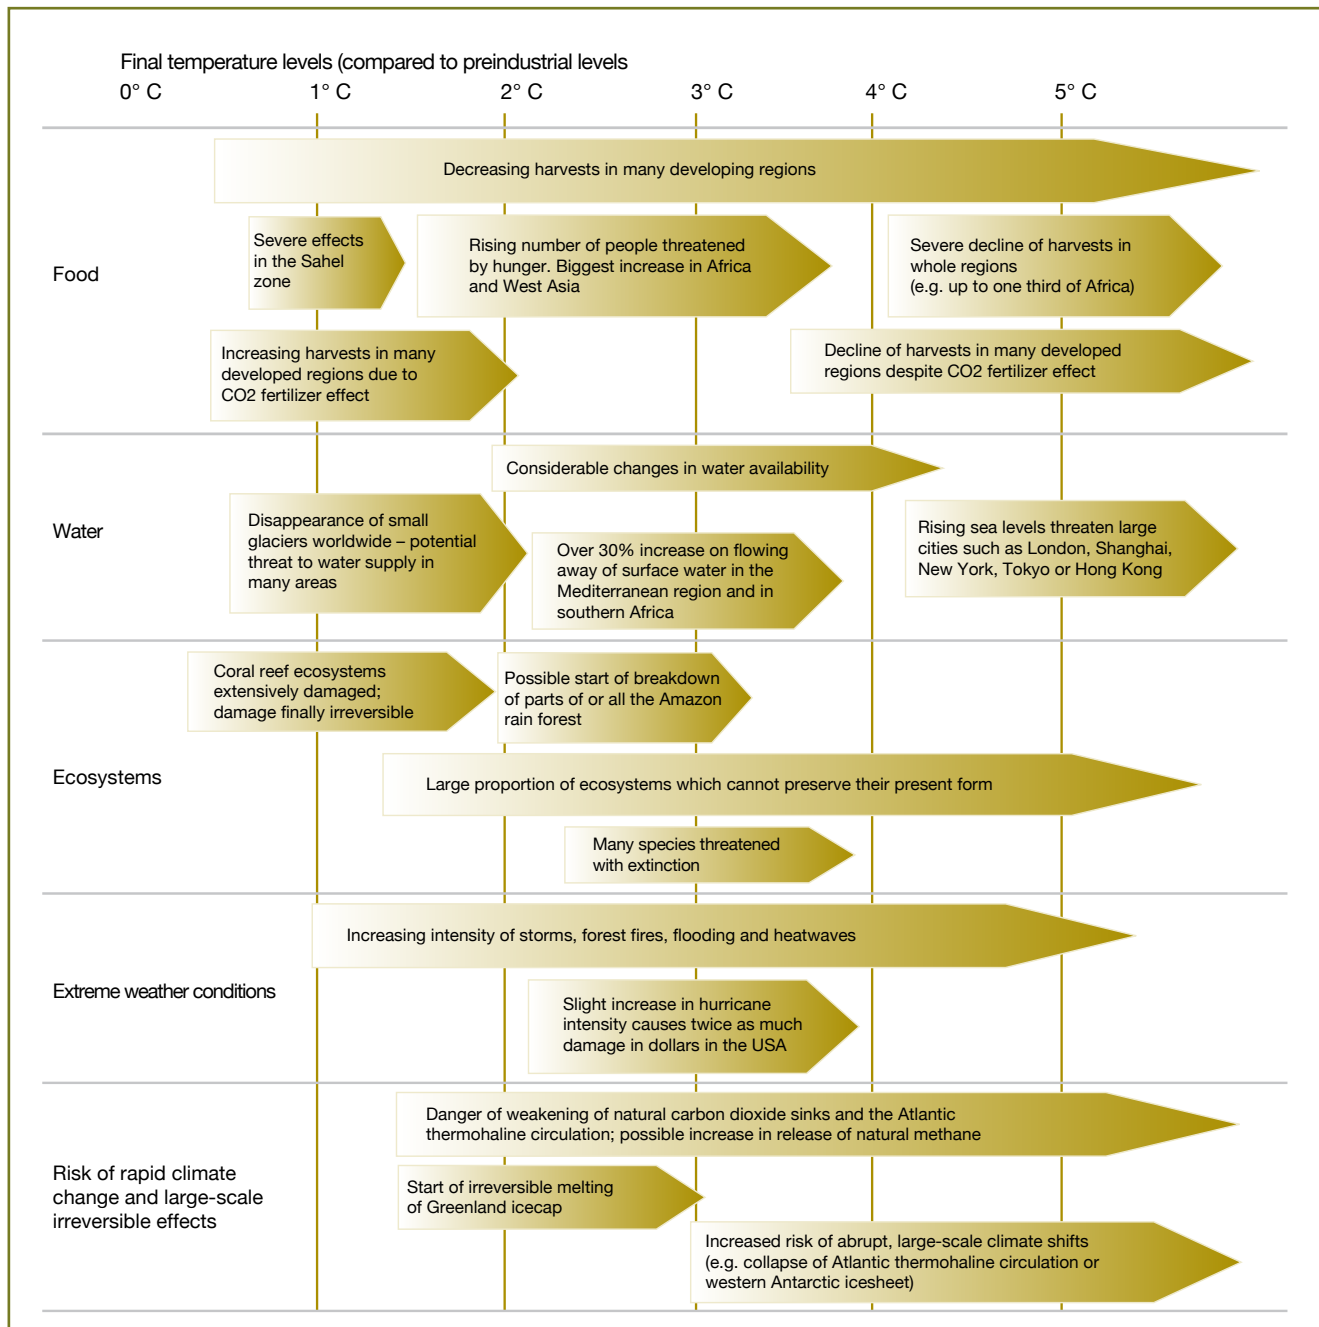 Final temperature levels (compared to preindustrial levels
0° C 1° C 2° C 3° C 4° C 5° C
Food
Decreasing harvests in many developing regions
Severe effects
in the Sahel
zone
Rising number of people threatened
by hunger. Biggest increase in Africa
and West Asia
Severe decline of harvests in
whole regions
(e.g. up to one third of Africa)
Increasing harvests in many
developed regions due to
CO2 fertilizer effect
Decline of harvests in many developed
regions despite CO2 fertilizer effect
Water
Considerable changes in water availability
Disappearance of small
glaciers worldwide – potential
threat to water supply in
many areas
Over 30% increase on flowing
away of surface water in the
Mediterranean region and in
southern Africa
Rising sea levels threaten large
cities such as London, Shanghai,
New York, Tokyo or Hong Kong
Ecosystems
Coral reef ecosystems
extensively damaged;
damage finally irreversible
Possible start of breakdown
of parts of or all the Amazon
rain forest
Large proportion of ecosystems which cannot preserve their present form
Many species threatened
with extinction
Extreme weather conditions
Increasing intensity of storms, forest fires, flooding and heatwaves
Slight increase in hurricane
intensity causes twice as much
damage in dollars in the USA
Risk of rapid climate
change and large-scale
irreversible effects
Danger of weakening of natural carbon dioxide sinks and the Atlantic
thermohaline circulation; possible increase in release of natural methane
Start of irreversible melting
of Greenland icecap
Increased risk of abrupt, large-scale climate shifts
(e.g. collapse of Atlantic thermohaline circulation or
western Antarctic icesheet)